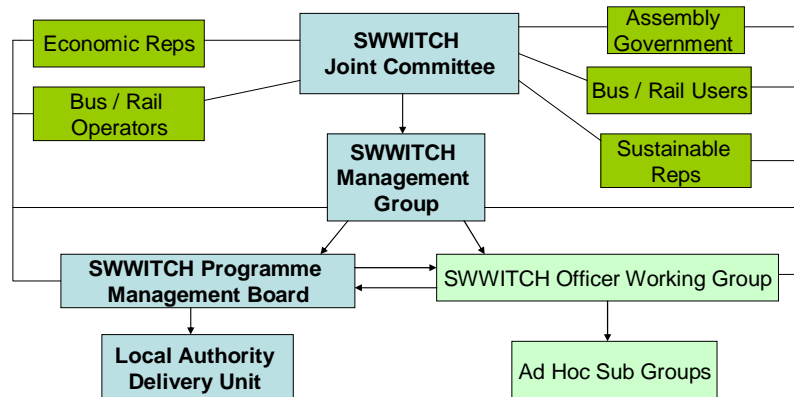 Economic Reps
SWWITCH
Joint Committee
Assembly
Government
Bus / Rail
Operators
Bus / Rail Users
SWWITCH
Management
Group
Sustainable
Reps
SWWITCH Programme
Management Board
SWWITCH Officer Working Group
Local Authority
Delivery Unit
Ad Hoc Sub Groups